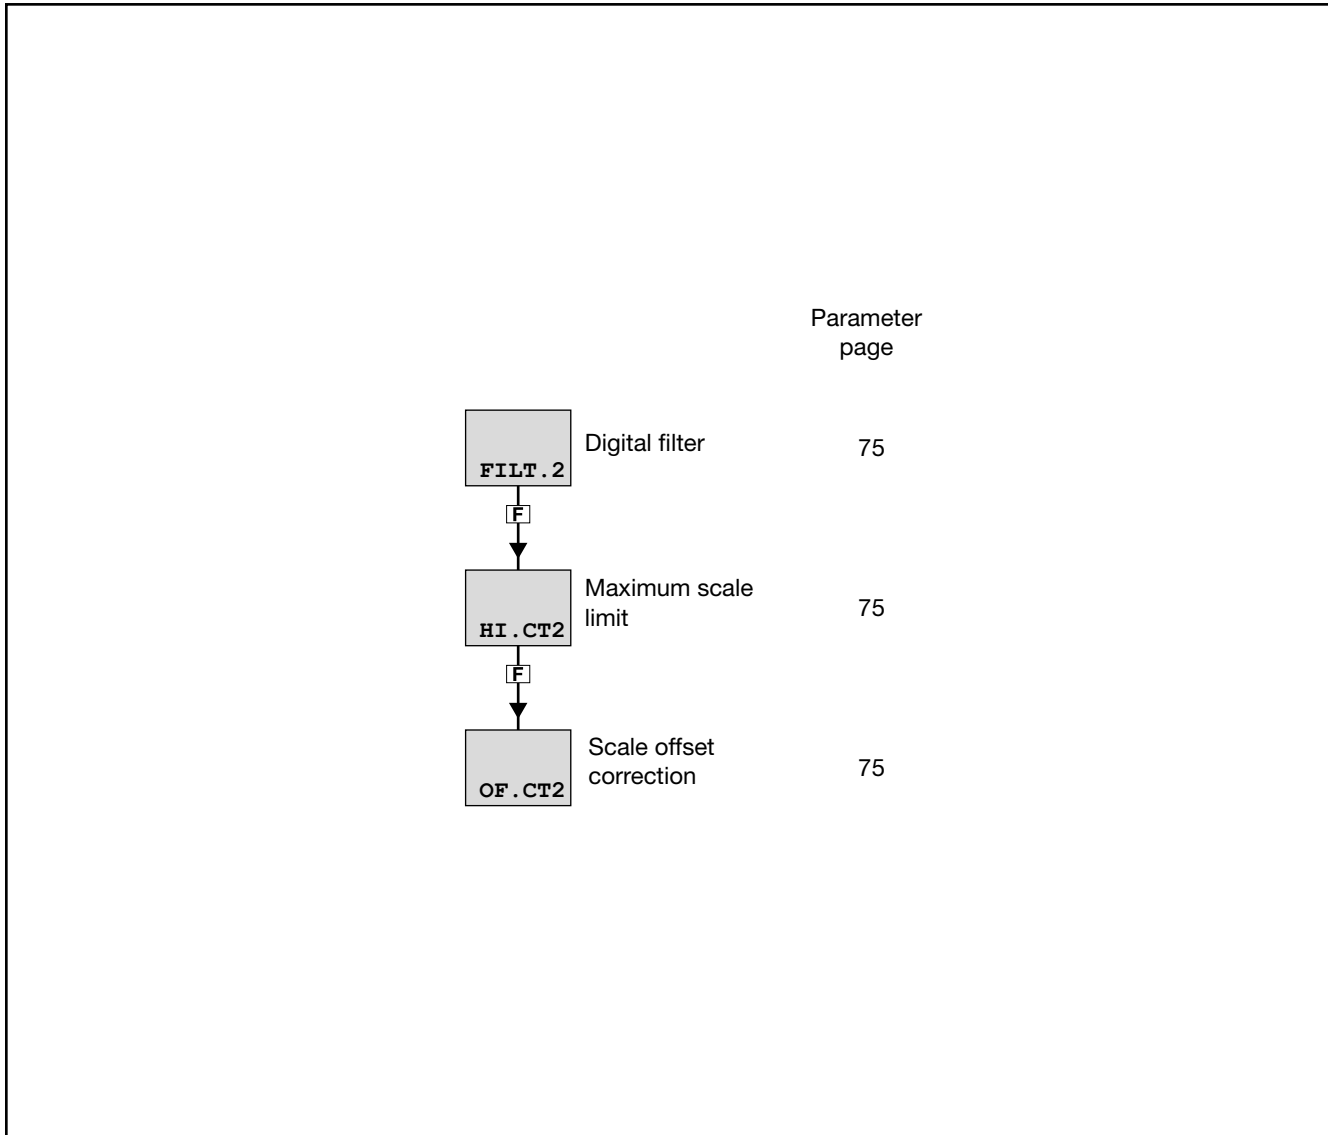 Parameter
page
Digital filter
75
FILT.2
F
Maximum scale
limit
75
HI.CT2
F
Scale offset
correction
75
OF.CT2